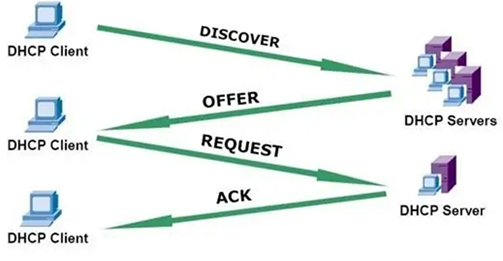 DHCP Client
DISCOVER
DHCP Servers
OFFER
DHCP Client
REQUEST
DHCP Server
ACK
DHCP Client